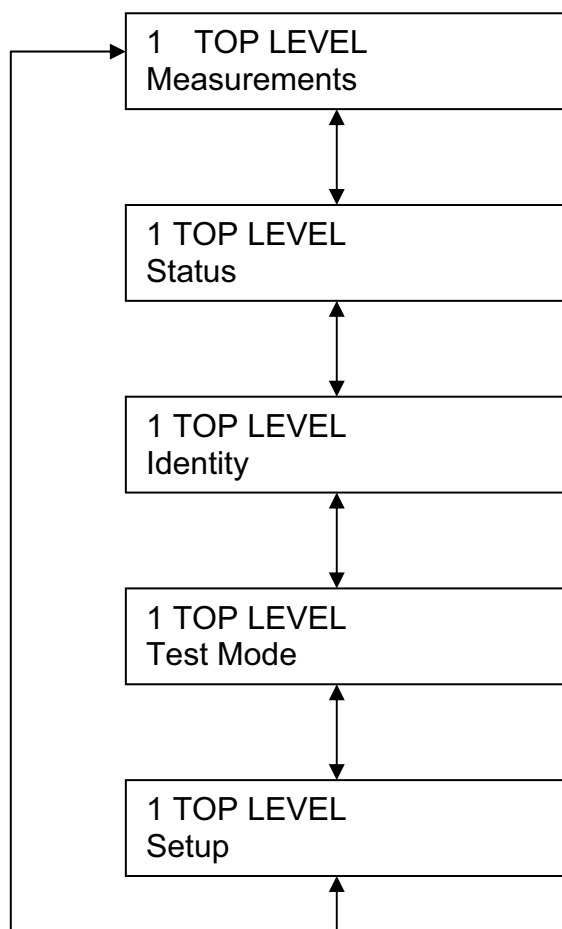 1   TOP LEVEL
Measurements
1 TOP LEVEL
Status
1 TOP LEVEL
Identity
1 TOP LEVEL
Test Mode
1 TOP LEVEL
Setup